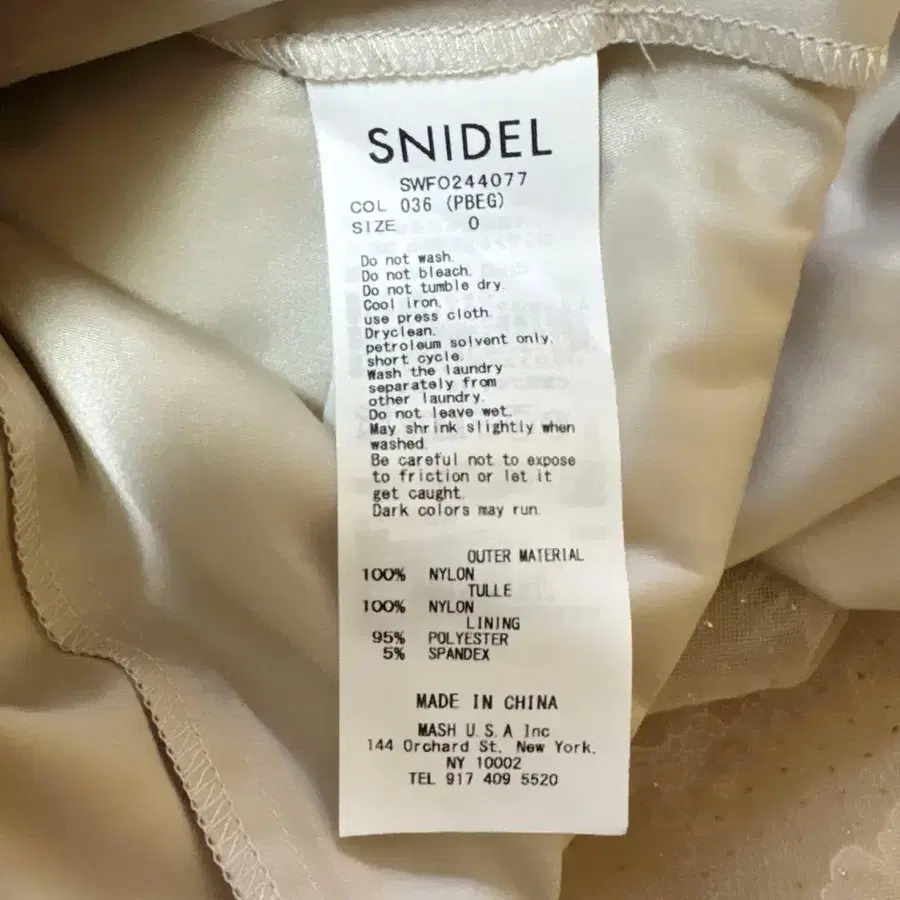 SNIDEL
SWFO244077
COL 036 (PBEG)
SIZE 0
Do not wash.
Do not bleach.
Do not tumble dry.
Cool iron.
use press cloth.
Dryclean.
petroleum solvent only.
short cycle.
Wash the laundry
separately from
other laundry.
Do not leave wet.
May shrink slightly when
washed.
Be careful not to expose
to friction or let it
get caught.
Dark colors may run.
OUTER MATERIAL
100% NYLON
TULLE
100% NYLON
LINING
95% POLYESTER
5% SPANDEX
MADE IN CHINA
MASH U.S.A Inc
144 Orchard St. New York.
NY 10002
TEL 917 409 5520